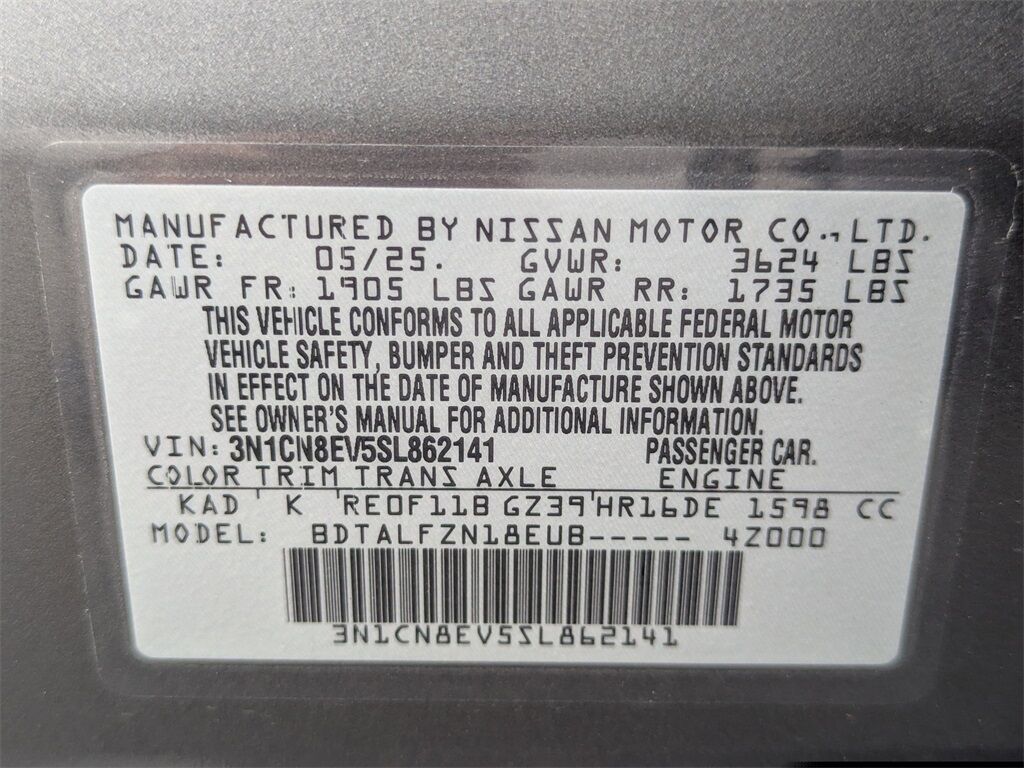 MANUFACTURED BY NISSAN MOTOR CO., LTD.
DATE: 05/25. GVWR: 3624 LBS
GAWR FR: 1905 LBS GAWR RR: 1735 LBS
THIS VEHICLE CONFORMS TO ALL APPLICABLE FEDERAL MOTOR
VEHICLE SAFETY, BUMPER AND THEFT PREVENTION STANDARDS
IN EFFECT ON THE DATE OF MANUFACTURE SHOWN ABOVE.
SEE OWNER'S MANUAL FOR ADDITIONAL INFORMATION.
VIN: 3N1CN8EV5SL862141 PASSENGER CAR.
COLOR TRIM TRANS AXLE ENGINE
KAD ' K ' RE0F11B GZ39 ' HR16DE 1598 CC
MODEL: BDTALFZN18EUB----- 4Z000
3N1CN8EV5SL862141